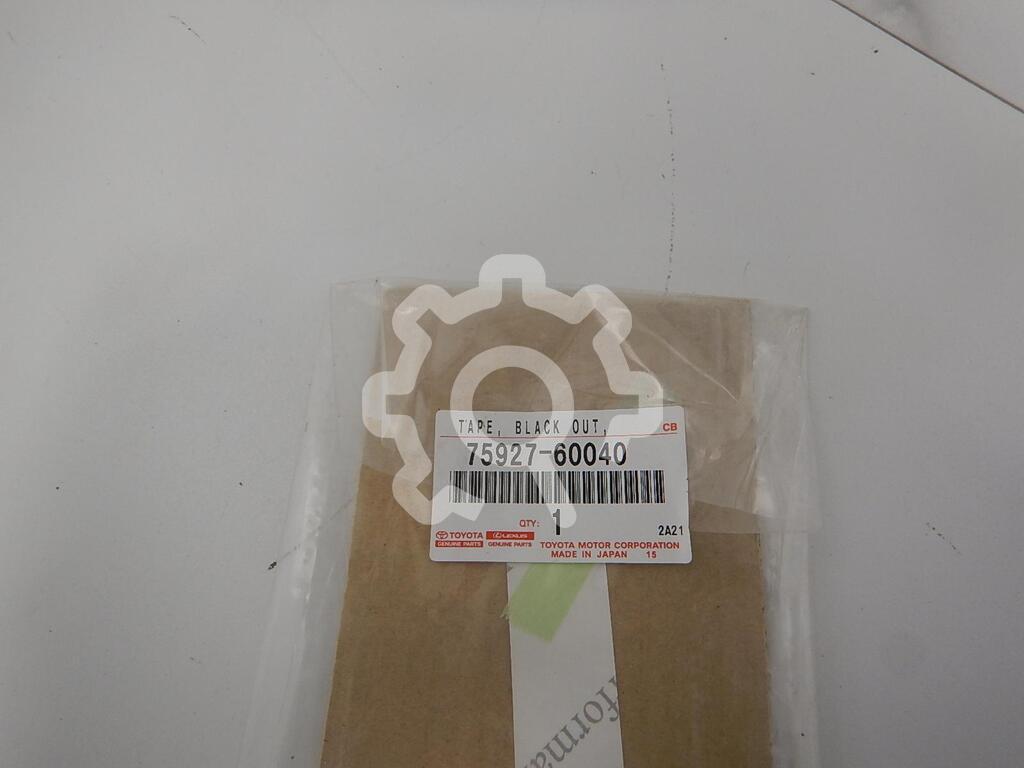 TAPE, BLACK OUT,
CB
75927-60040
QTY: 1
2A21
TOYOTA LEXUS TOYOTA MOTOR CORPORATION
GENUINE PARTS GENUINE PARTS MADE IN JAPAN 15